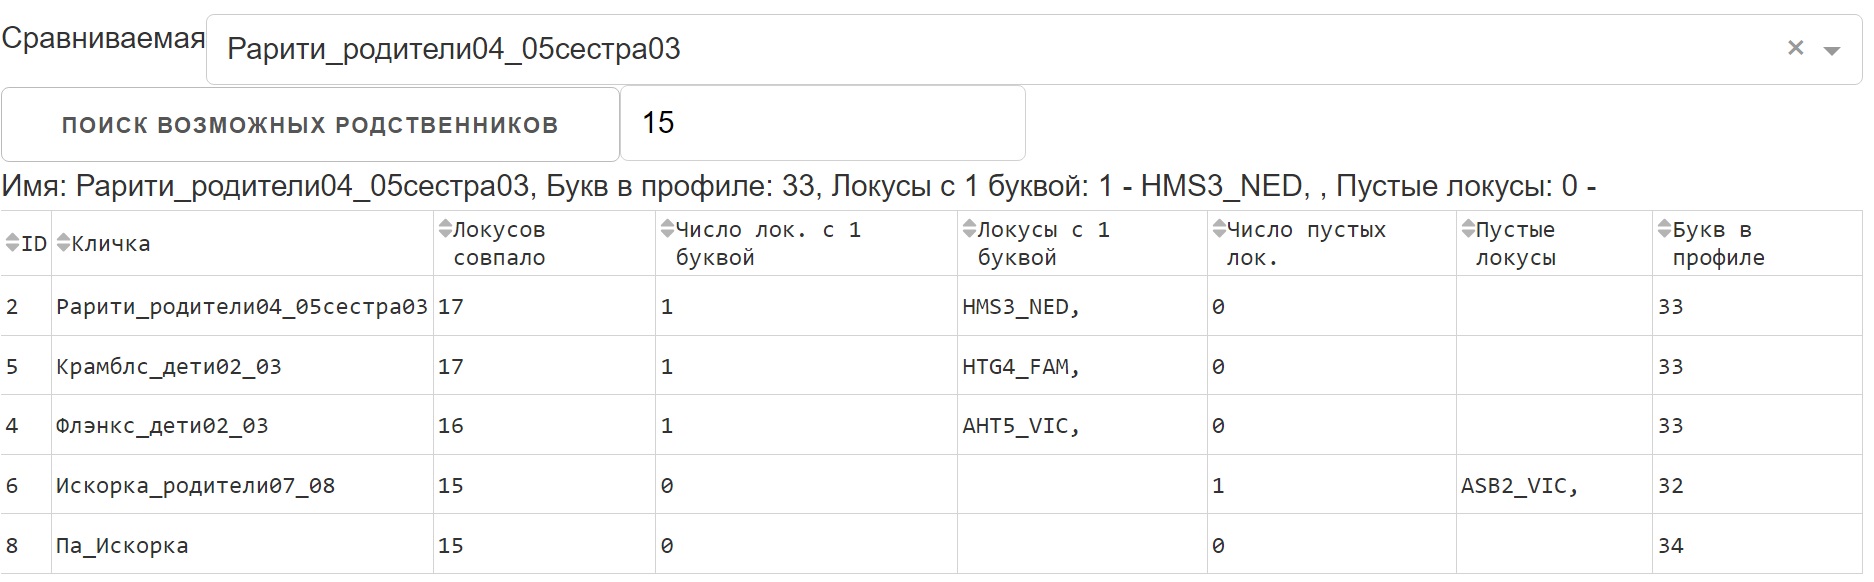 Сравниваемая Рарити_родители04_05сестра03 × 
ПОИСК ВОЗМОЖНЫХ РОДСТВЕННИКОВ 15
Имя: Рарити_родители04_05сестра03, Букв в профиле: 33, Локусы с 1 буквой: 1 - HMS3_NED, , Пустые локусы: 0 -
ID Кличка Локусов совпало Число лок. с 1 буквой Локусы с 1 буквой Число пустых лок. Пустые локусы Букв в профиле
2 Рарити_родители04_05сестра03 17 1 HMS3_NED, 0 33
5 Крамблс_дети02_03 17 1 HTG4_FAM, 0 33
4 Флэнкс_дети02_03 16 1 AHT5_VIC, 0 33
6 Искорка_родители07_08 15 0 1 ASB2_VIC, 32
8 Па_Искорка 15 0 0 34